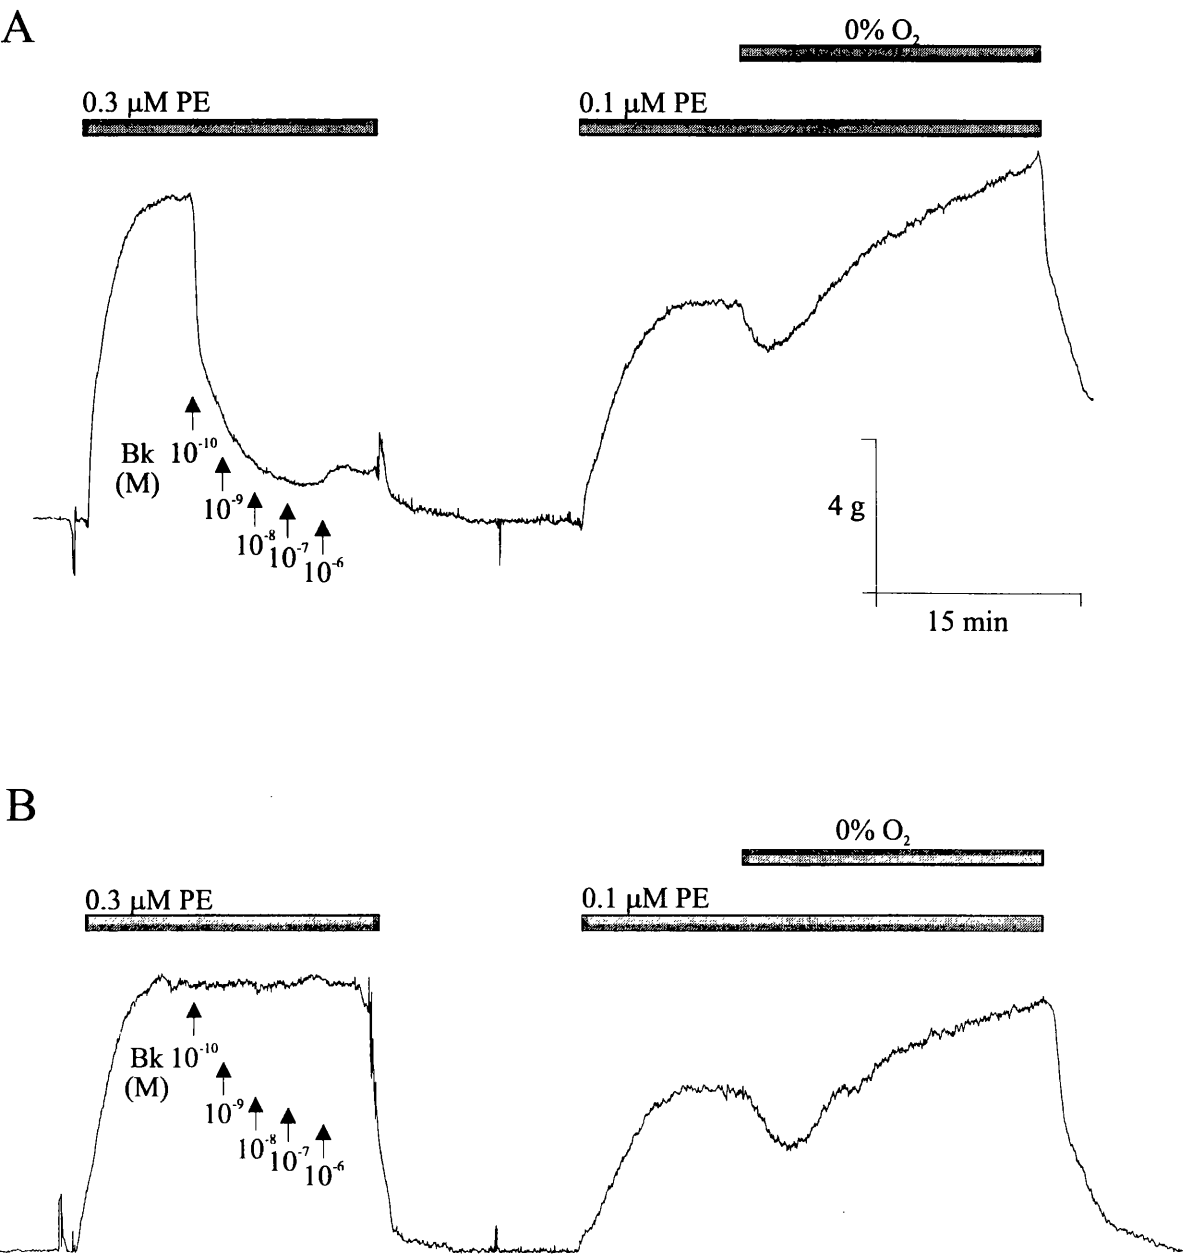 A
0% O₂
0.3 µM PE
0.1 µM PE
Bk 10⁻¹⁰
(M)
10⁻⁹
10⁻⁸
10⁻⁷
10⁻⁶
4 g
15 min
B
0% O₂
0.3 µM PE
0.1 µM PE
Bk 10⁻¹⁰
(M)
10⁻⁹
10⁻⁸
10⁻⁷
10⁻⁶